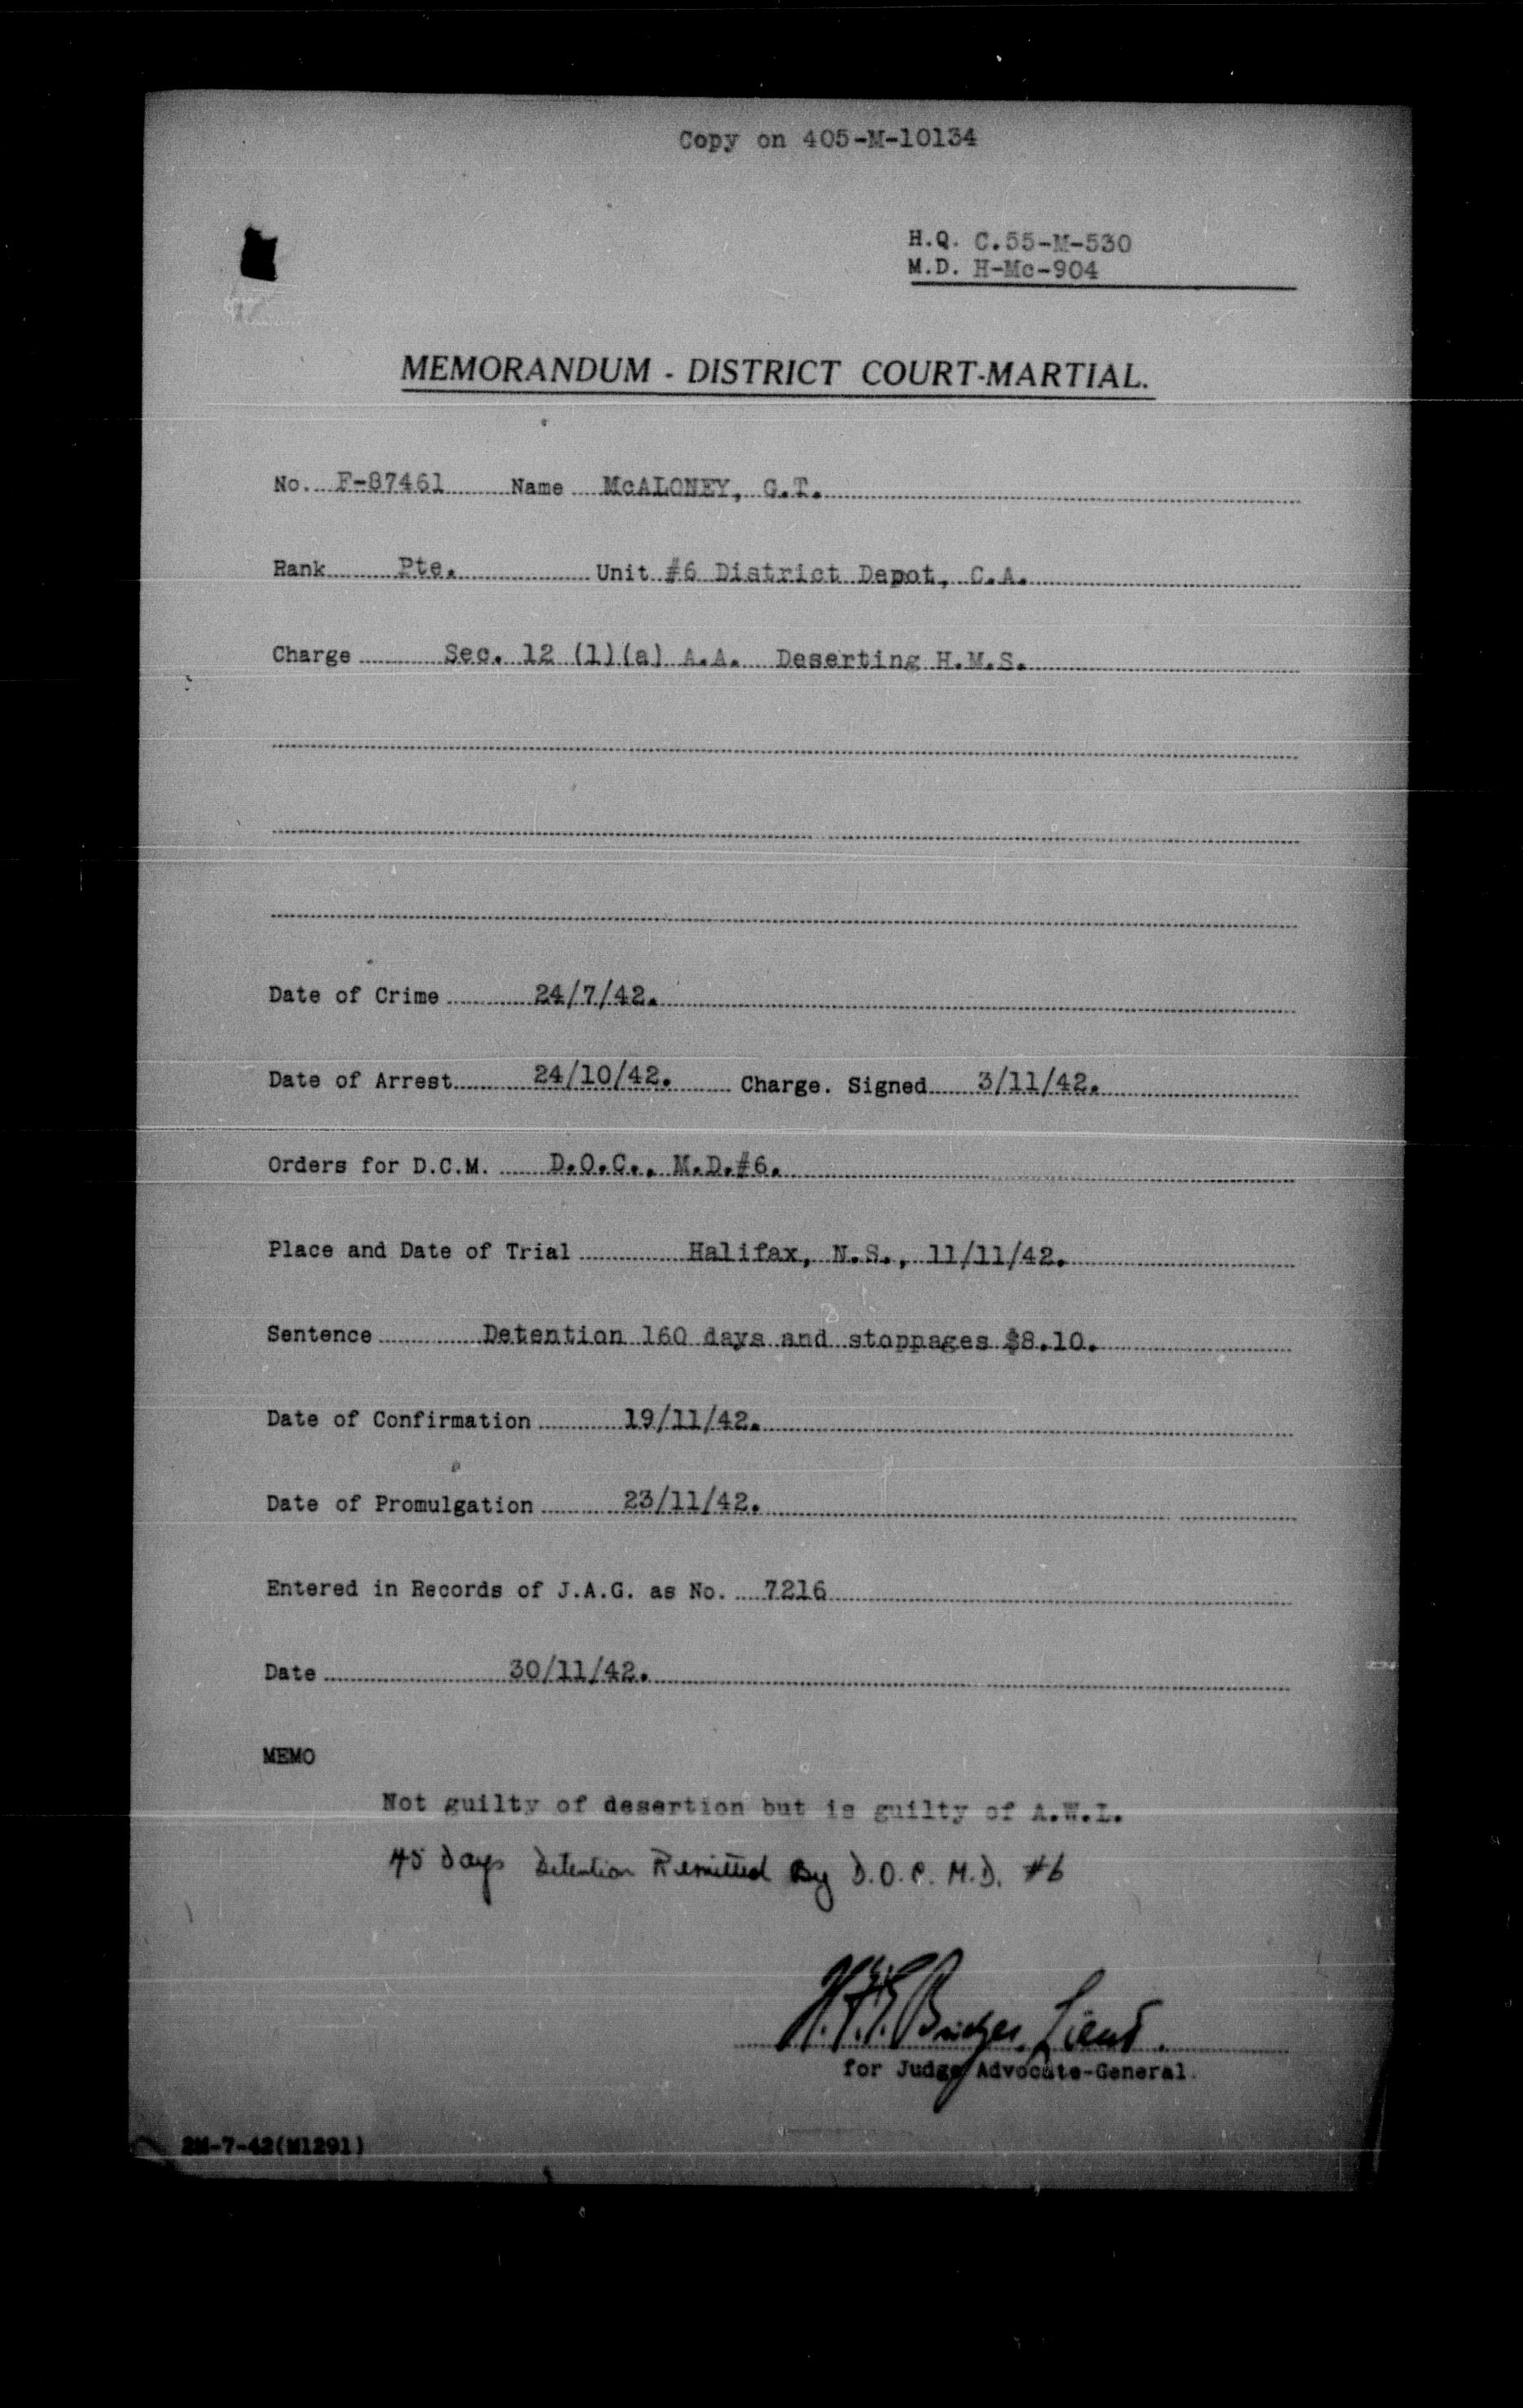 Copy on 405-M-10134
H.Q. C.55-M-530
M.D. H-Mc-904
MEMORANDUM - DISTRICT COURT-MARTIAL.
No. F-87461 Name McALONEY, G.T.
Rank Pte. Unit #6 District Depot, C.A.
Charge Sec. 12 (1)(a) A.A. Deserting H.M.S.
Date of Crime 24/7/42.
Date of Arrest 24/10/42. Charge. Signed 3/11/42.
Orders for D.C.M. D.O.C., M.D.#6.
Place and Date of Trial Halifax, N.S., 11/11/42.
Sentence Detention 160 days and stoppages $8.10.
Date of Confirmation 19/11/42.
Date of Promulgation 23/11/42.
Entered in Records of J.A.G. as No. 7216
Date 30/11/42.
MEMO
Not guilty of desertion but is guilty of A.W.L.
45 days Detention Remitted By D.O.C. M.D. #6
Bridges Lieut.
for Judge Advocate-General.
2M-7-42(M1291)